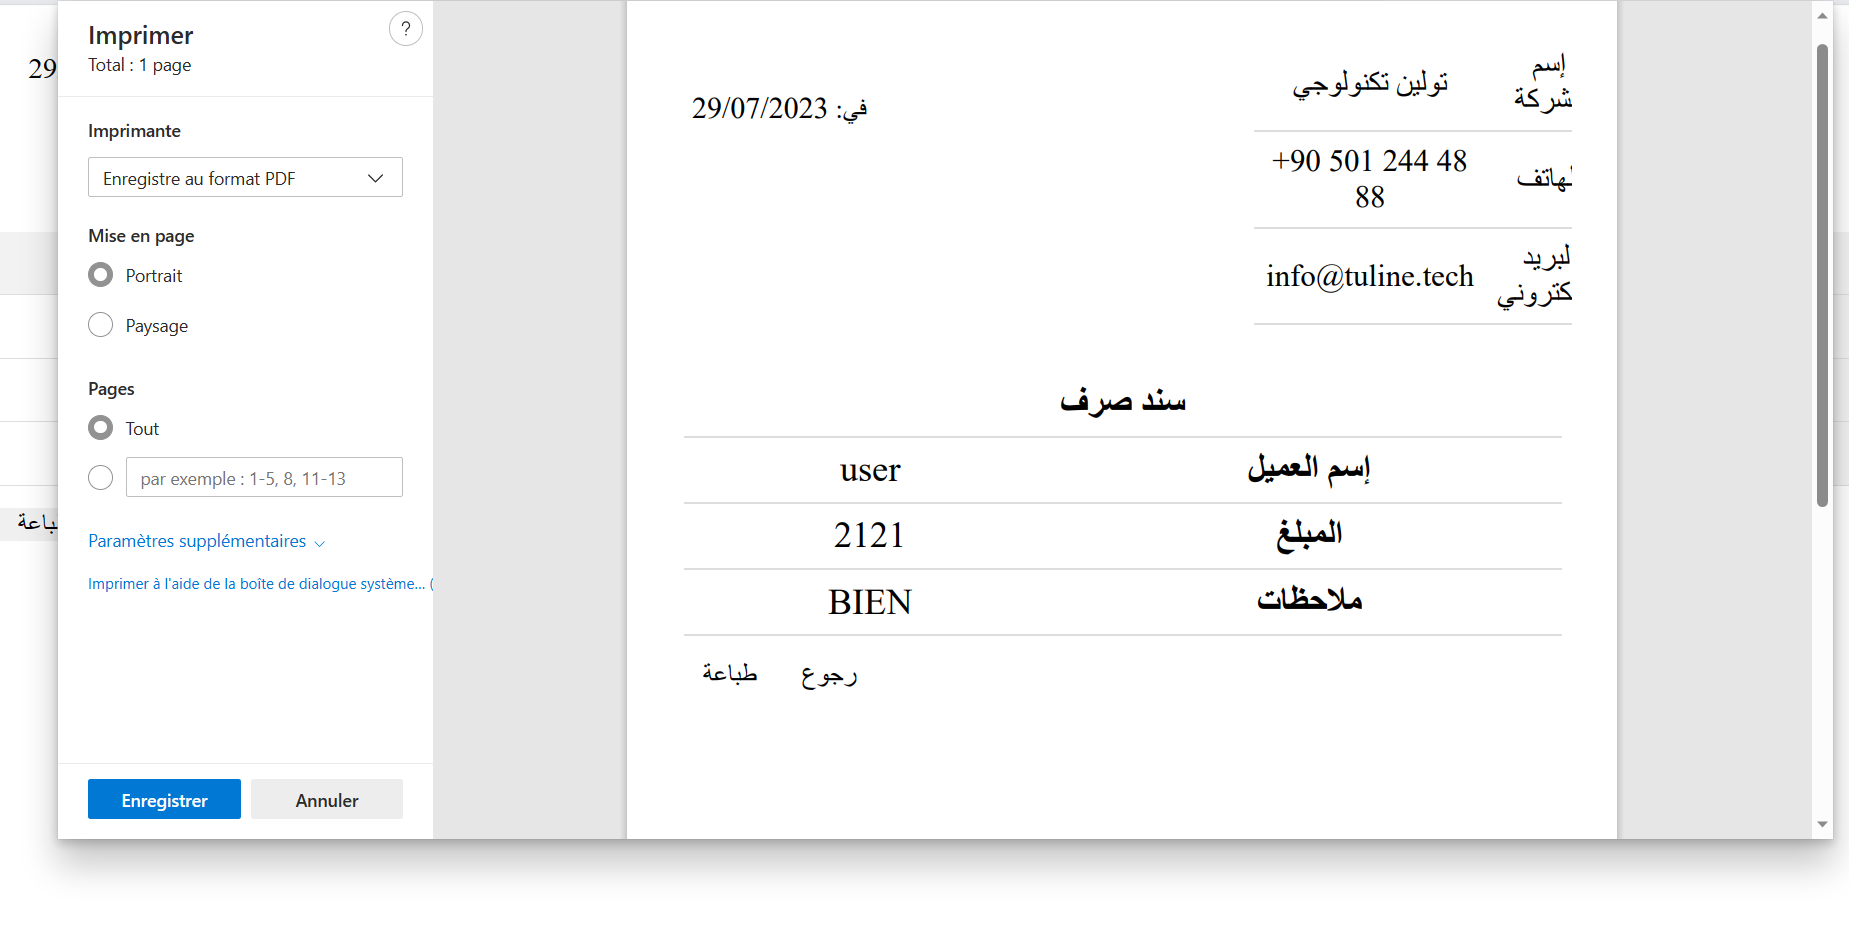 29
Imprimer
?
Total : 1 page
Imprimante
Enregistre au format PDF
Mise en page
Portrait
Paysage
Pages
Tout
par exemple : 1-5, 8, 11-13
Paramètres supplémentaires
Imprimer à l'aide de la boîte de dialogue système... (
Enregistrer
Annuler
إسم
شركة
تولين تكنولوجي
في: 29/07/2023
لهاتف
+90 501 244 48
88
لبريد
كتروني
info@tuline.tech
سند صرف
إسم العميل
user
المبلغ
2121
ملاحظات
BIEN
رجوع
طباعة
باعة